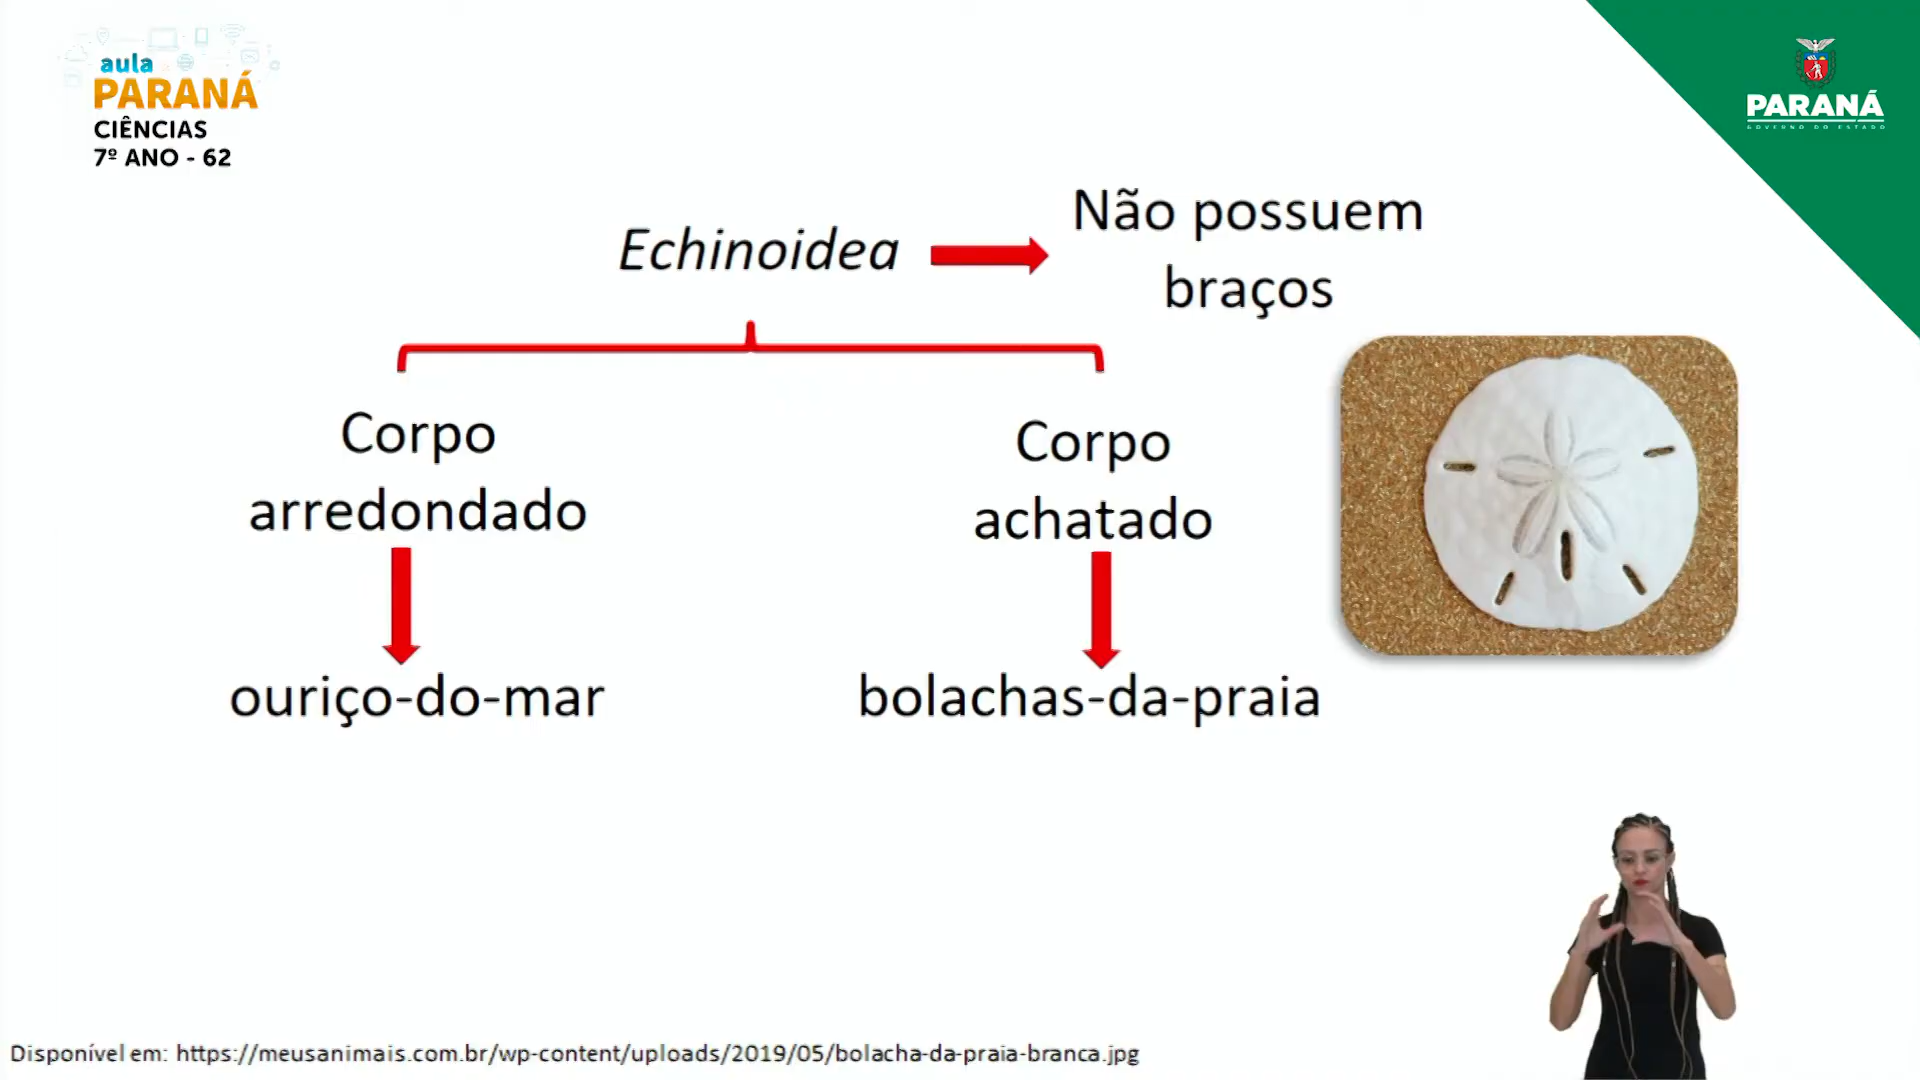 aula
PARANÁ
CIÊNCIAS
7º ANO - 62
PARANÁ
GOVERNO DO ESTADO
Echinoidea
Não possuem
braços
Corpo
arredondado
Corpo
achatado
ouriço-do-mar
bolachas-da-praia
Disponível em: https://meusanimais.com.br/wp-content/uploads/2019/05/bolacha-da-praia-branca.jpg